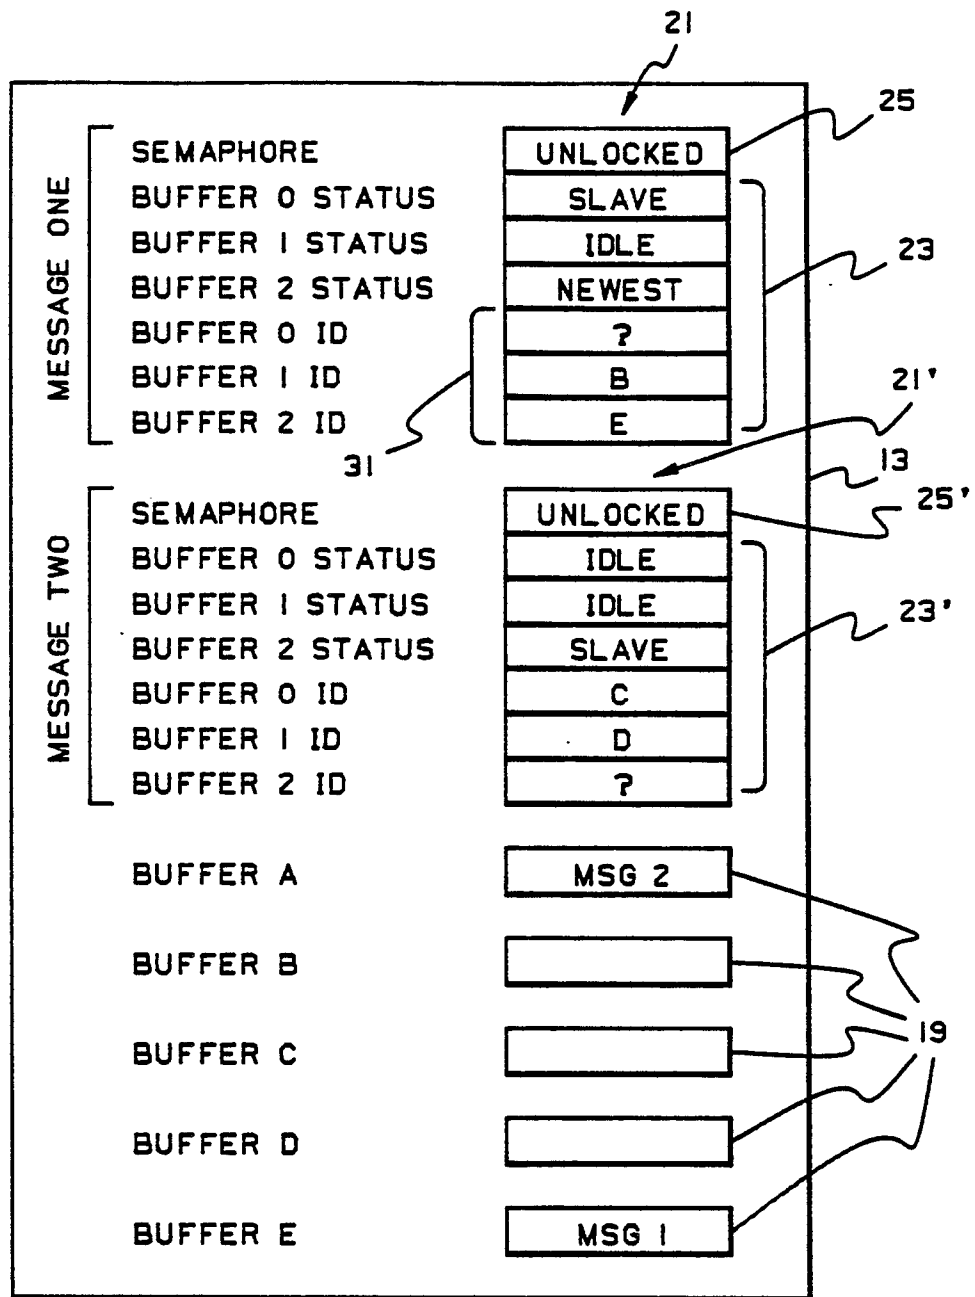 21
25
MESSAGE ONE
SEMAPHORE UNLOCKED
BUFFER 0 STATUS SLAVE
BUFFER 1 STATUS IDLE
BUFFER 2 STATUS NEWEST
BUFFER 0 ID ?
BUFFER 1 ID B
BUFFER 2 ID E
23
31
21'
13
25'
MESSAGE TWO
SEMAPHORE UNLOCKED
BUFFER 0 STATUS IDLE
BUFFER 1 STATUS IDLE
BUFFER 2 STATUS SLAVE
BUFFER 0 ID C
BUFFER 1 ID D
BUFFER 2 ID ?
23'
BUFFER A MSG 2
BUFFER B
BUFFER C
BUFFER D
BUFFER E MSG 1
19